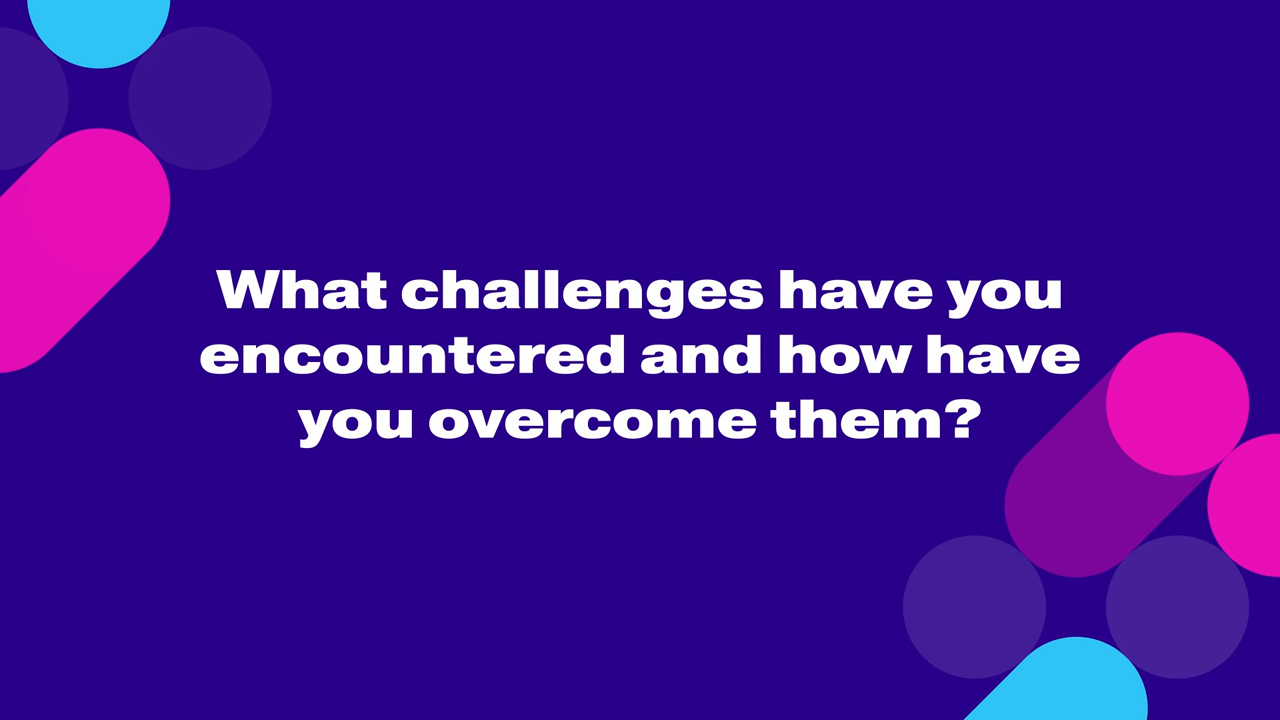 What challenges have you
encountered and how have
you overcome them?